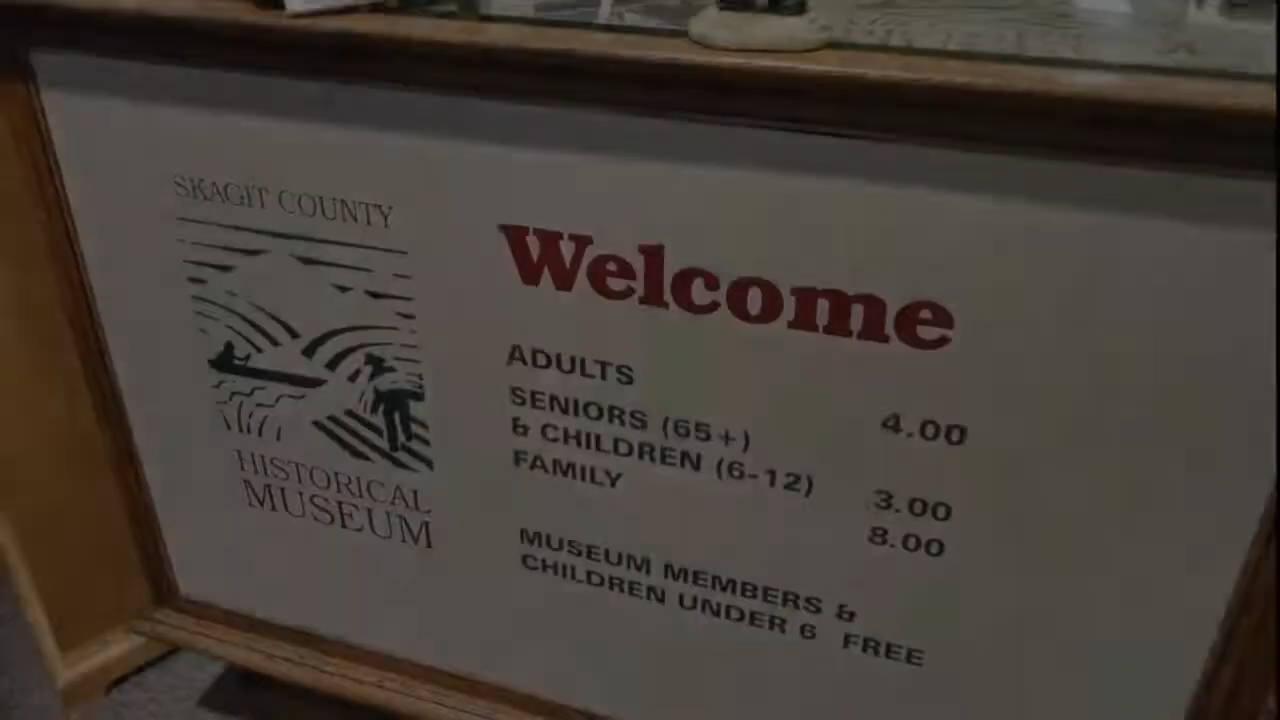 SKAGIT COUNTY
HISTORICAL
MUSEUM
Welcome
ADULTS 4.00
SENIORS (65+)
& CHILDREN (6-12) 3.00
FAMILY 8.00
MUSEUM MEMBERS &
CHILDREN UNDER 6 FREE